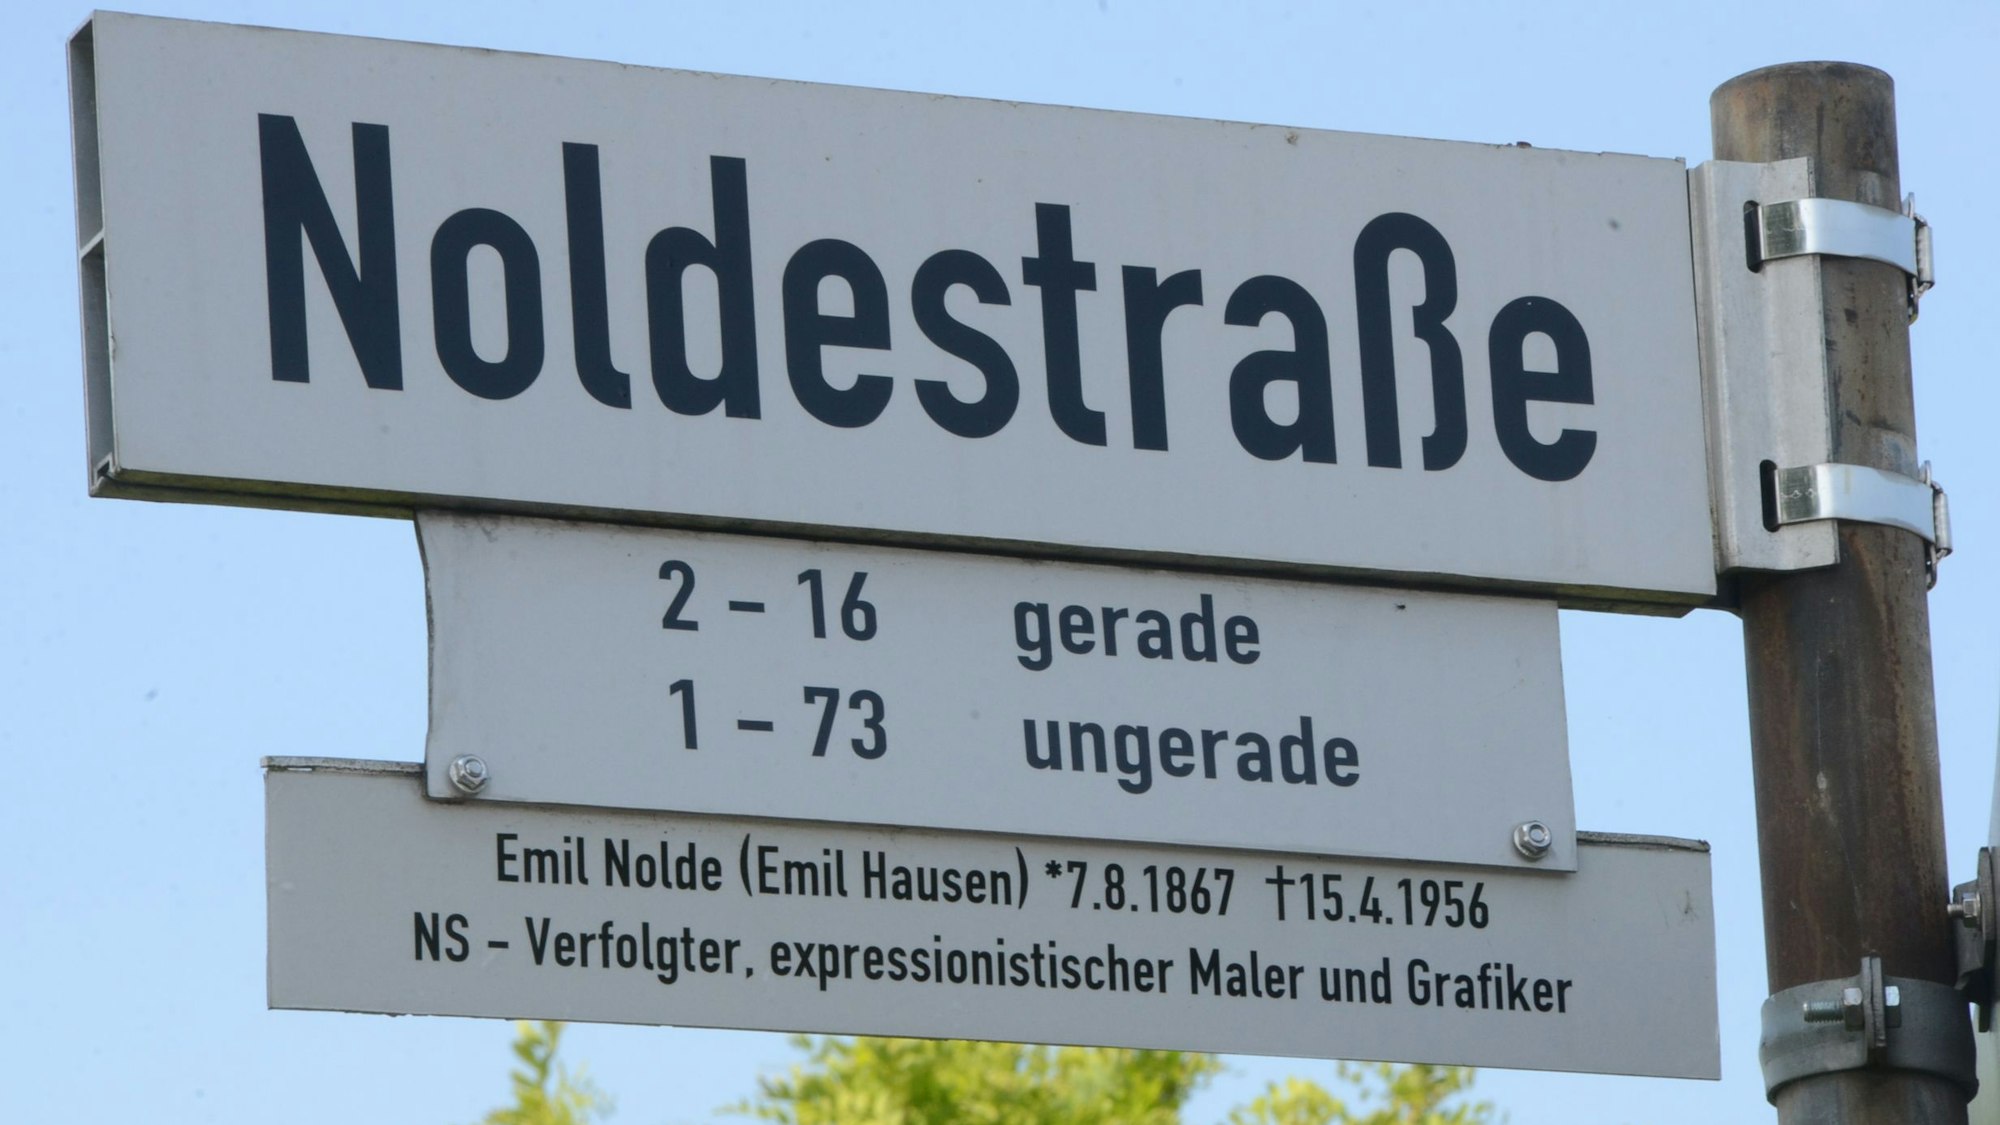 Noldestraße
2 – 16 gerade
1 – 73 ungerade
Emil Nolde (Emil Hausen) *7.8.1867 †15.4.1956
NS – Verfolgter, expressionistischer Maler und Grafiker